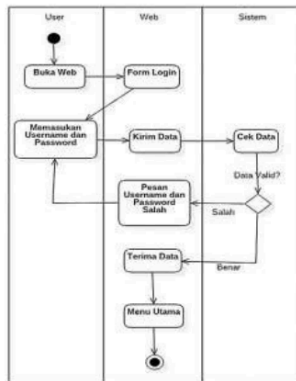 User Web Sistem
Buka Web
Form Login
Memasukan
Username dan
Password
Kirim Data
Cek Data
Data Valid?
Pesan
Username dan
Password
Salah
Salah
Terima Data
Benar
Menu Utama